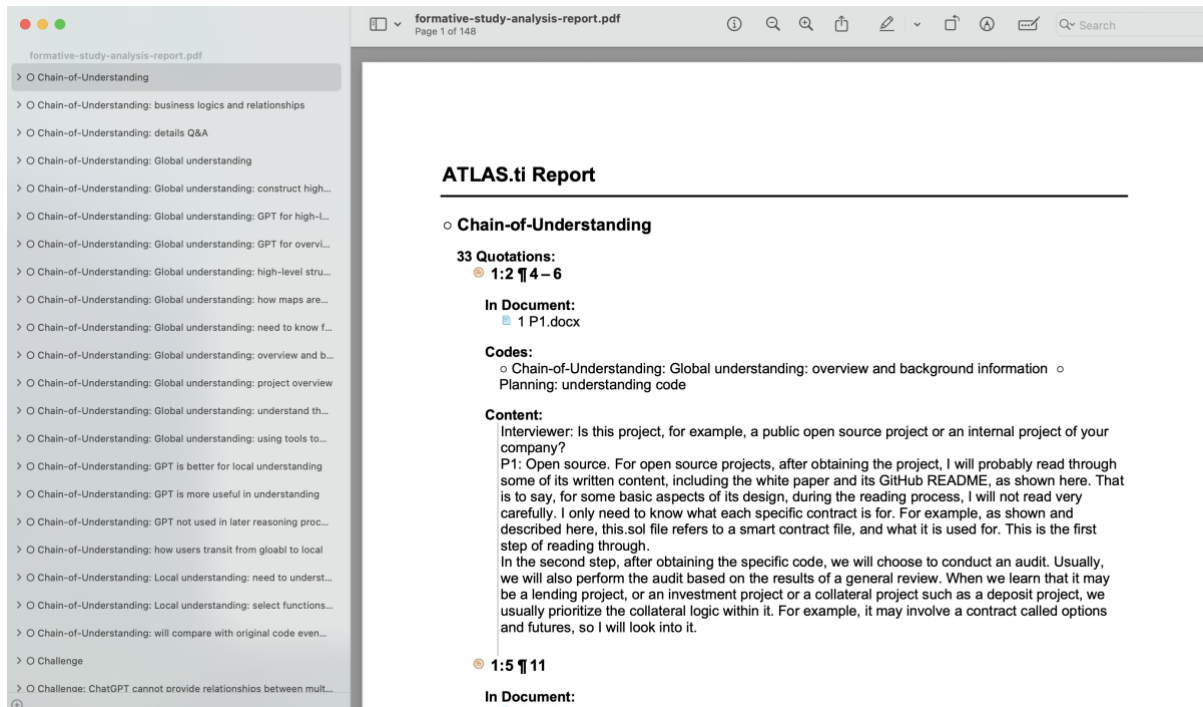 formative-study-analysis-report.pdf
Page 1 of 148
Search
formative-study-analysis-report.pdf
Chain-of-Understanding
Chain-of-Understanding: business logics and relationships
Chain-of-Understanding: details Q&A
Chain-of-Understanding: Global understanding
Chain-of-Understanding: Global understanding: construct high...
Chain-of-Understanding: Global understanding: GPT for high-l...
Chain-of-Understanding: Global understanding: GPT for overvi...
Chain-of-Understanding: Global understanding: high-level stru...
Chain-of-Understanding: Global understanding: how maps are...
Chain-of-Understanding: Global understanding: need to know f...
Chain-of-Understanding: Global understanding: overview and b...
Chain-of-Understanding: Global understanding: project overview
Chain-of-Understanding: Global understanding: understand th...
Chain-of-Understanding: Global understanding: using tools to...
Chain-of-Understanding: GPT is better for local understanding
Chain-of-Understanding: GPT is more useful in understanding
Chain-of-Understanding: GPT not used in later reasoning proc...
Chain-of-Understanding: how users transit from gloabl to local
Chain-of-Understanding: Local understanding: need to underst...
Chain-of-Understanding: Local understanding: select functions...
Chain-of-Understanding: will compare with original code even...
Challenge
Challenge: ChatGPT cannot provide relationships between mult...
ATLAS.ti Report
○ Chain-of-Understanding
33 Quotations:
1:2 ¶ 4 – 6
In Document:
1 P1.docx
Codes:
○ Chain-of-Understanding: Global understanding: overview and background information ○
Planning: understanding code
Content:
Interviewer: Is this project, for example, a public open source project or an internal project of your
company?
P1: Open source. For open source projects, after obtaining the project, I will probably read through
some of its written content, including the white paper and its GitHub README, as shown here. That
is to say, for some basic aspects of its design, during the reading process, I will not read very
carefully. I only need to know what each specific contract is for. For example, as shown and
described here, this.sol file refers to a smart contract file, and what it is used for. This is the first
step of reading through.
In the second step, after obtaining the specific code, we will choose to conduct an audit. Usually,
we will also perform the audit based on the results of a general review. When we learn that it may
be a lending project, or an investment project or a collateral project such as a deposit project, we
usually prioritize the collateral logic within it. For example, it may involve a contract called options
and futures, so I will look into it.
1:5 ¶ 11
In Document: